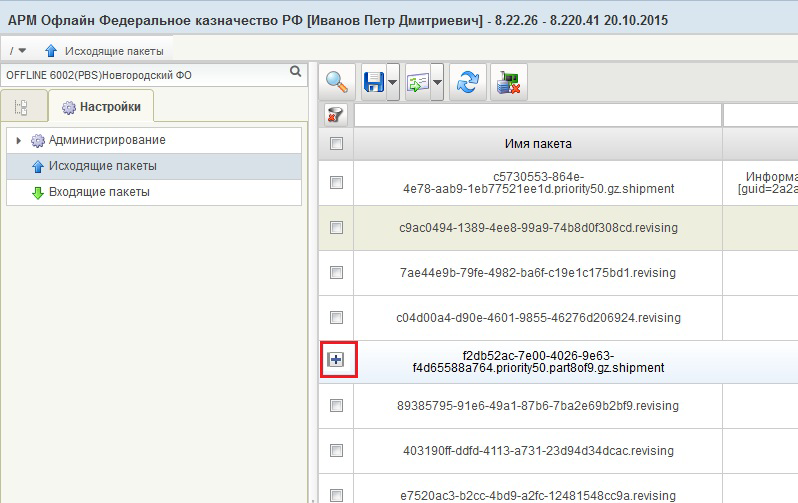 АРМ Офлайн Федеральное казначество РФ [Иванов Петр Дмитриевич] - 8.22.26 - 8.220.41 20.10.2015
/ Исходящие пакеты
OFFLINE 6002(PBS)Новгородский ФО
Настройки
Администрирование
Исходящие пакеты
Входящие пакеты
Имя пакета
c5730553-864e-
4e78-aab9-1eb77521ee1d.priority50.gz.shipment
Информа
[guid=2a2a
c9ac0494-1389-4ee8-99a9-74b8d0f308cd.revising
7ae44e9b-79fe-4982-ba6f-c19e1c175bd1.revising
c04d00a4-d90e-4601-9855-46276d206924.revising
f2db52ac-7e00-4026-9e63-
f4d65588a764.priority50.part8of9.gz.shipment
89385795-91e6-49a1-87b6-7ba2e69b2bf9.revising
403190ff-ddfd-4113-a731-23d94d34dcac.revising
e7520ac3-b2cc-4bd9-a2fc-12481548cc9a.revising